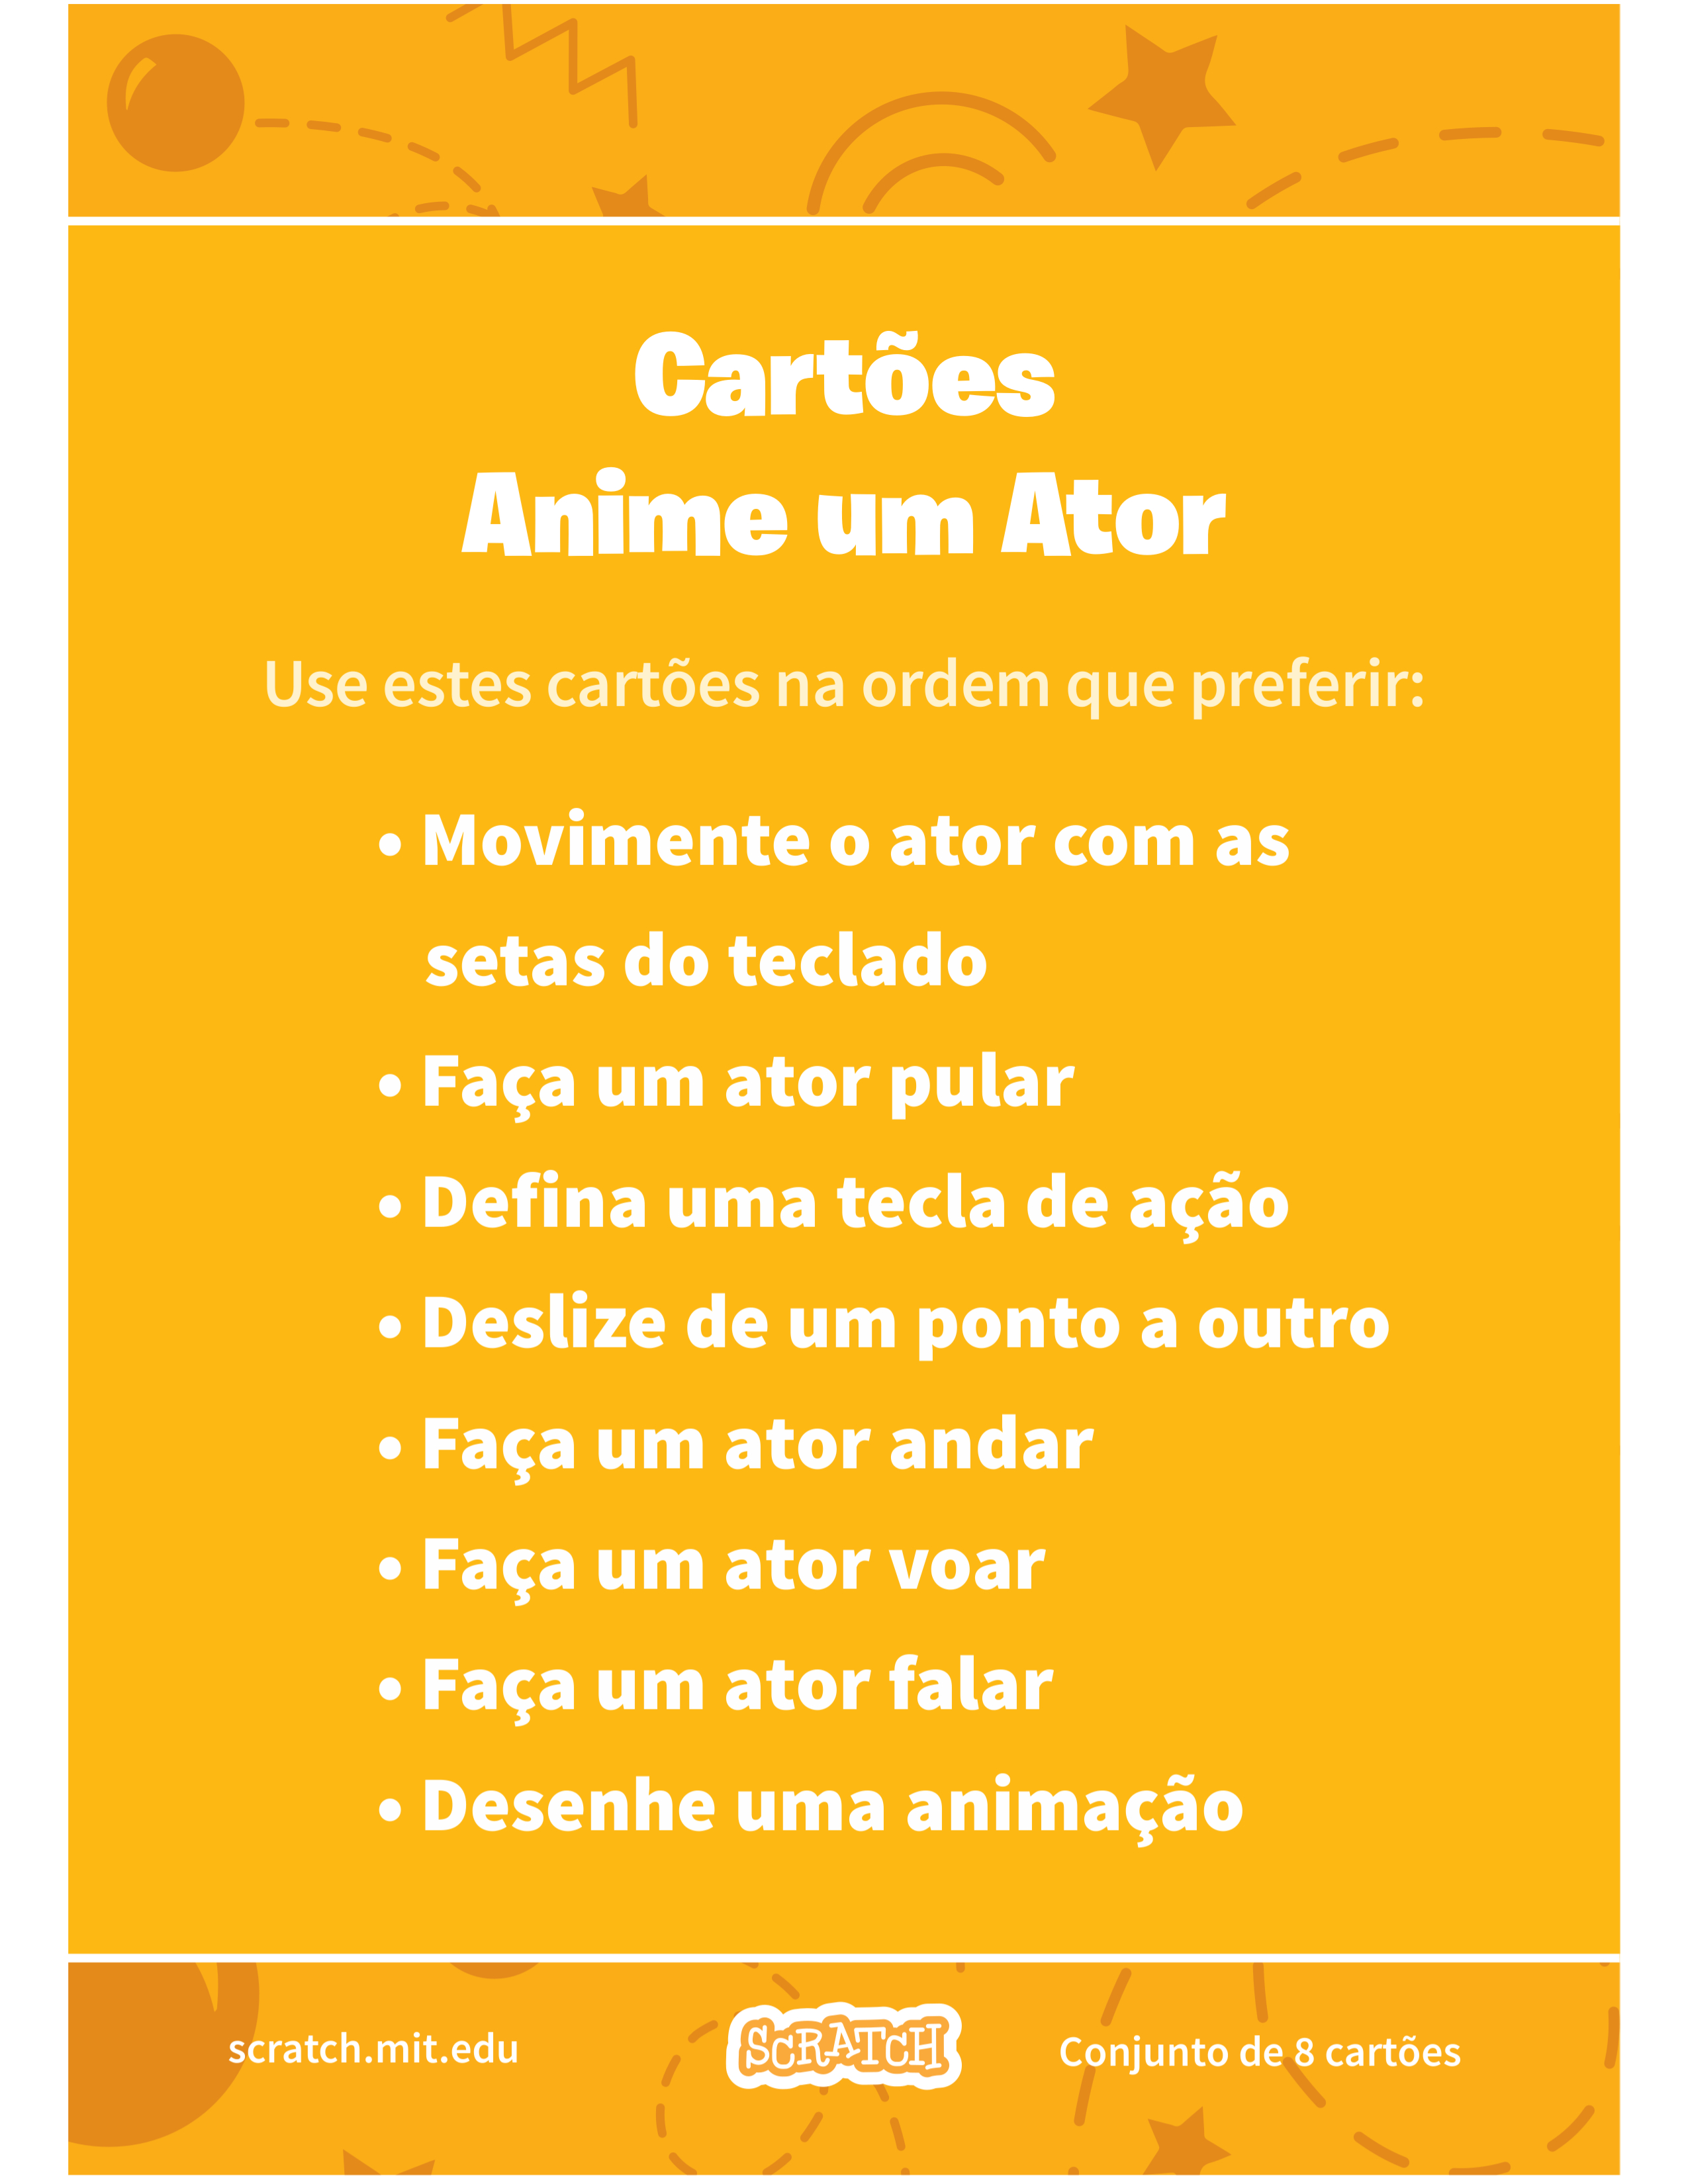 Cartões
Anime um Ator
Use estes cartões na ordem que preferir:
• Movimente o ator com as
setas do teclado
• Faça um ator pular
• Defina uma tecla de ação
• Deslize de um ponto a outro
• Faça um ator andar
• Faça um ator voar
• Faça um ator falar
• Desenhe uma animação
scratch.mit.edu
SCRATCH
Conjunto de 8 cartões